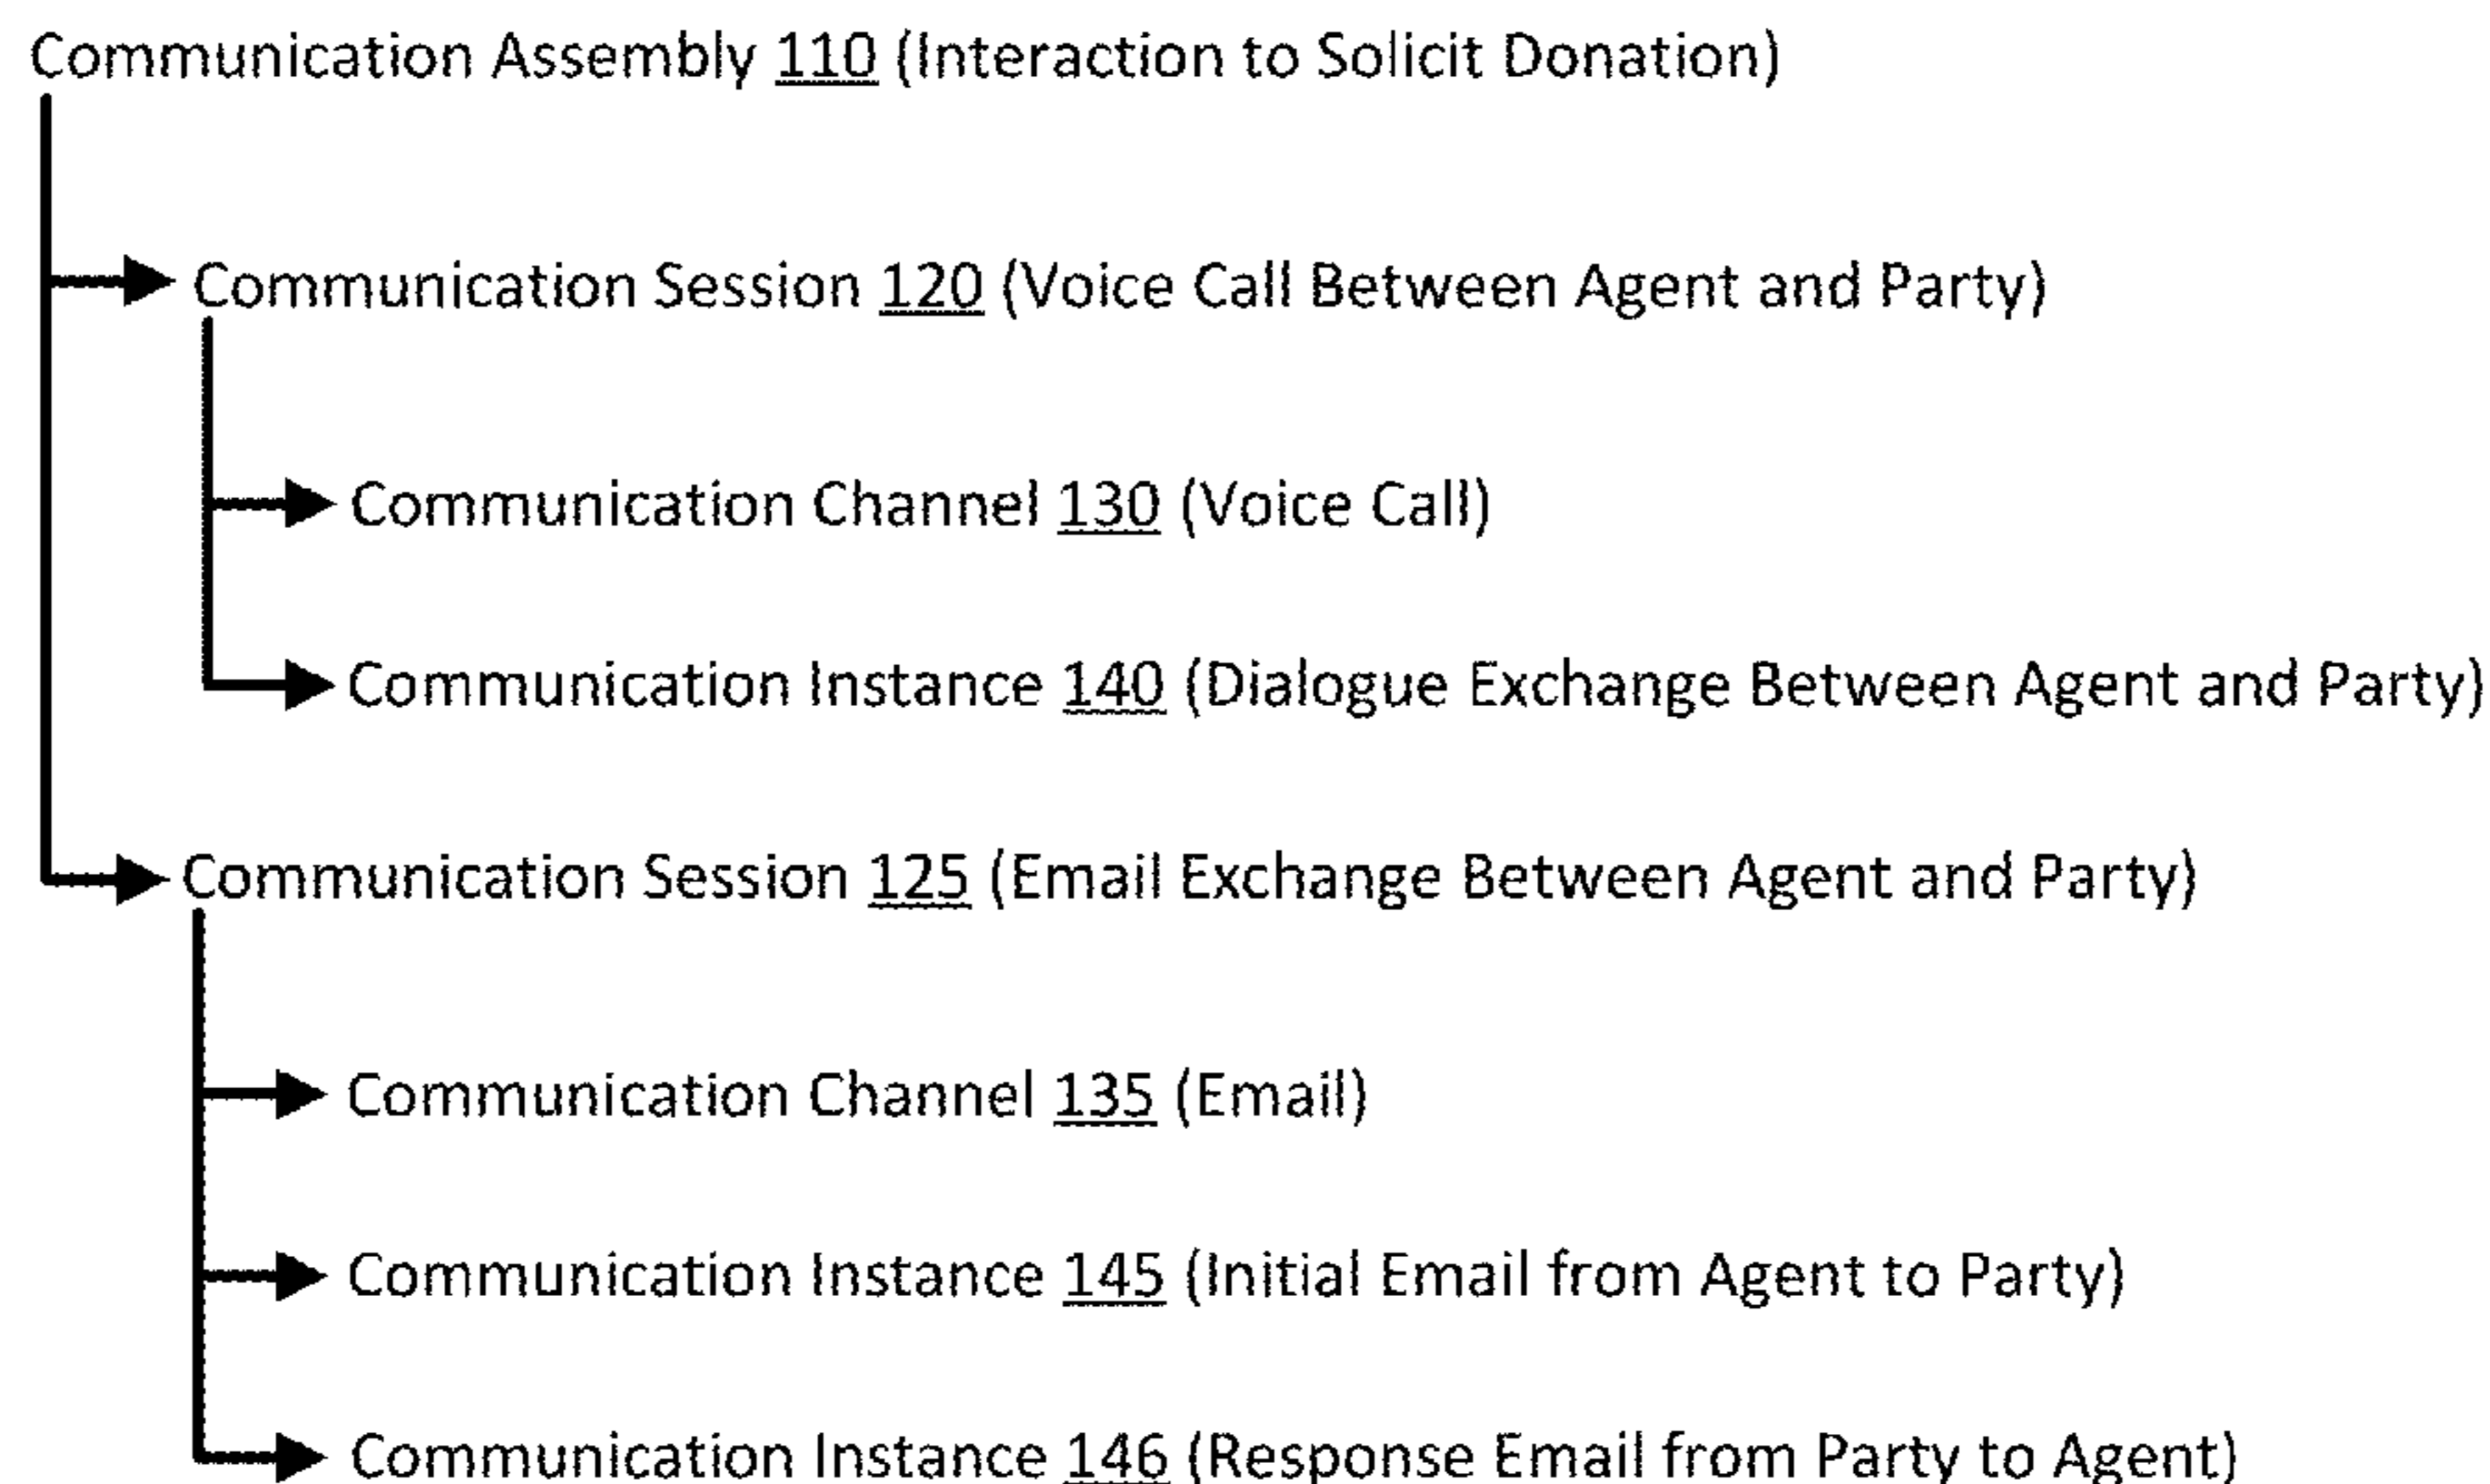 Communication Assembly 110 (Interaction to Solicit Donation)
Communication Session 120 (Voice Call Between Agent and Party)
Communication Channel 130 (Voice Call)
Communication Instance 140 (Dialogue Exchange Between Agent and Party)
Communication Session 125 (Email Exchange Between Agent and Party)
Communication Channel 135 (Email)
Communication Instance 145 (Initial Email from Agent to Party)
Communication Instance 146 (Response Email from Party to Agent)